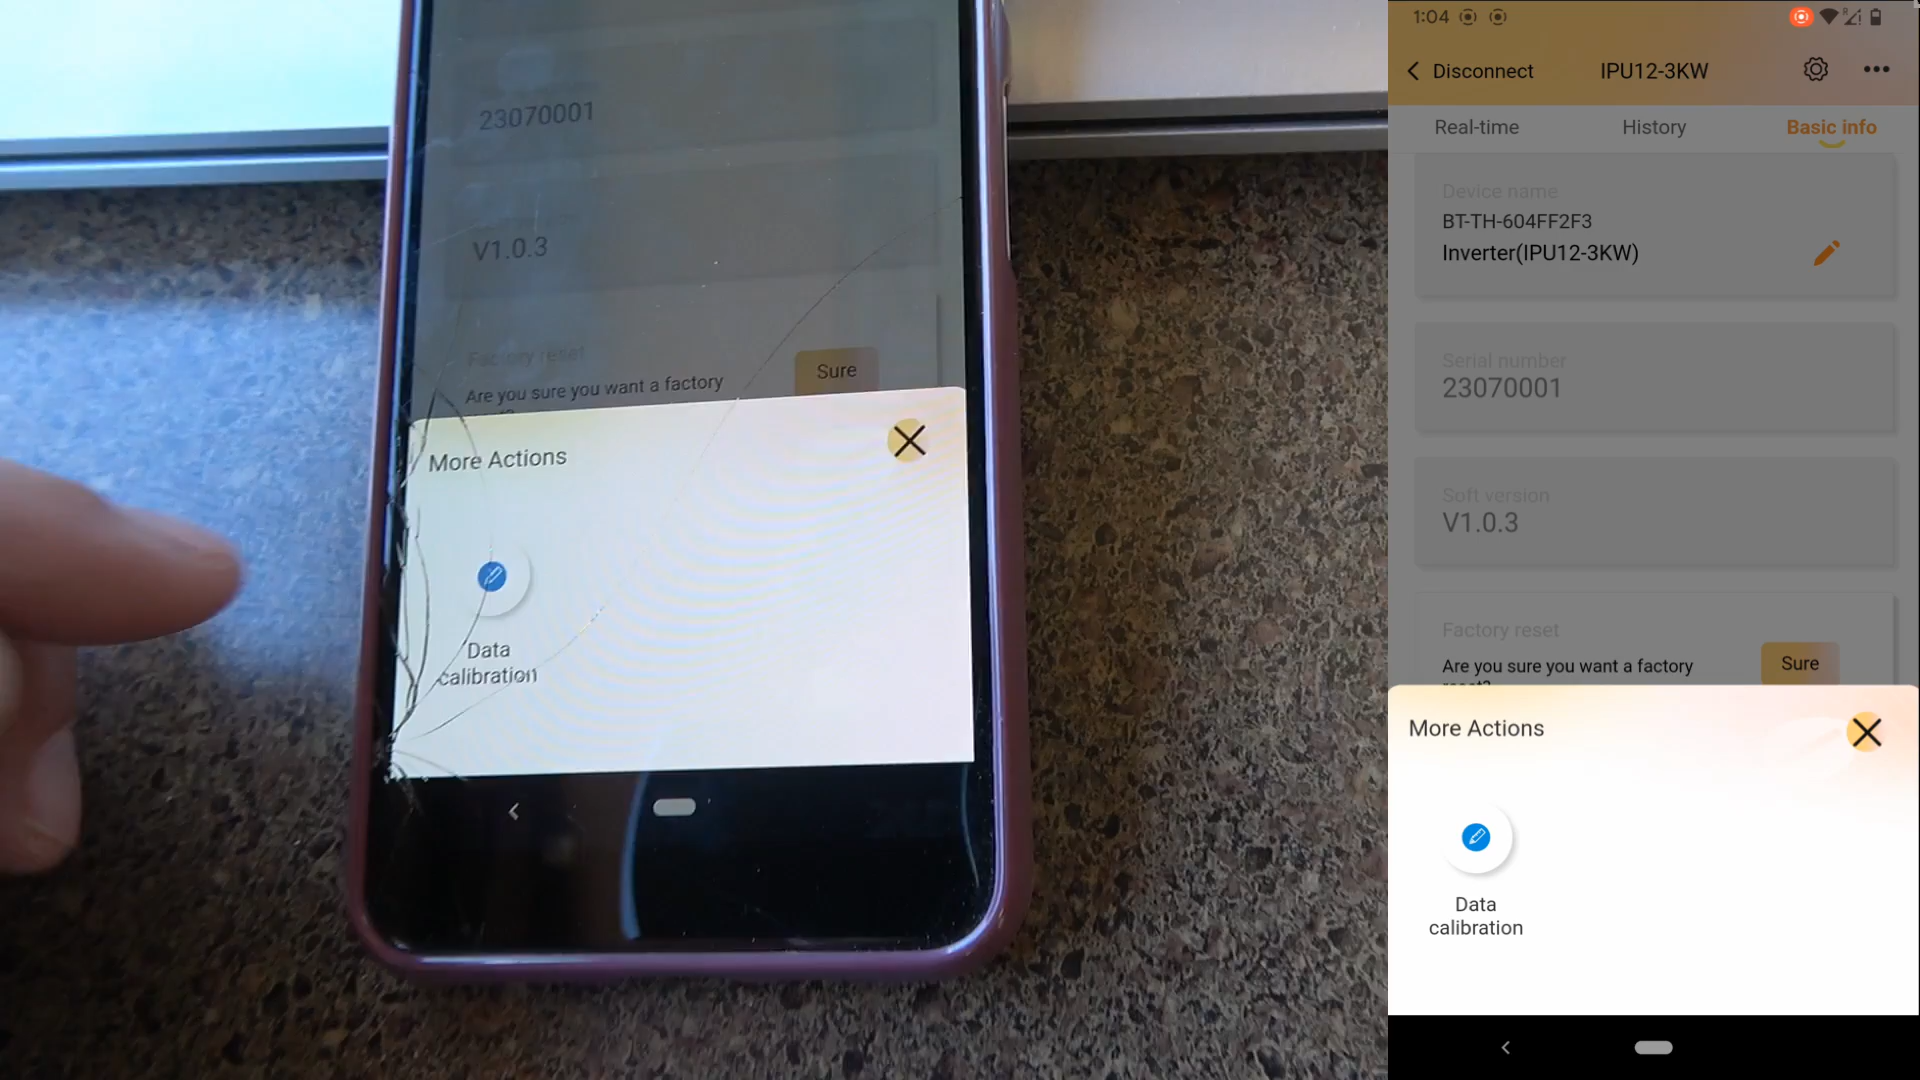 23070001
V1.0.3
Factory reset
Are you sure you want a factory
Sure
More Actions
Data
calibration
1:04
Disconnect
IPU12-3KW
Real-time
History
Basic info
Device name
BT-TH-604FF2F3
Inverter(IPU12-3KW)
Serial number
23070001
Soft version
V1.0.3
Factory reset
Are you sure you want a factory
reset?
Sure
More Actions
Data
calibration